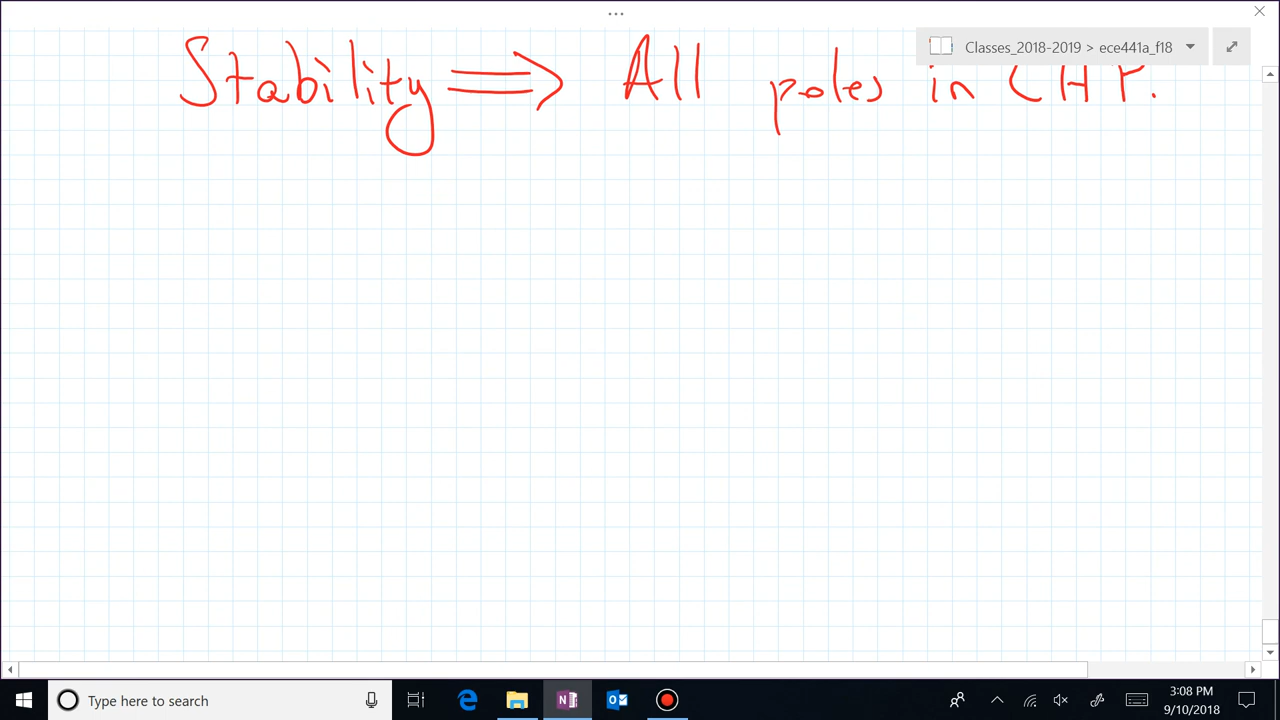 ...
Classes_2018-2019 > ece441a_f18
Stability ⟹ All poles in LHP.
Type here to search
3:08 PM
9/10/2018